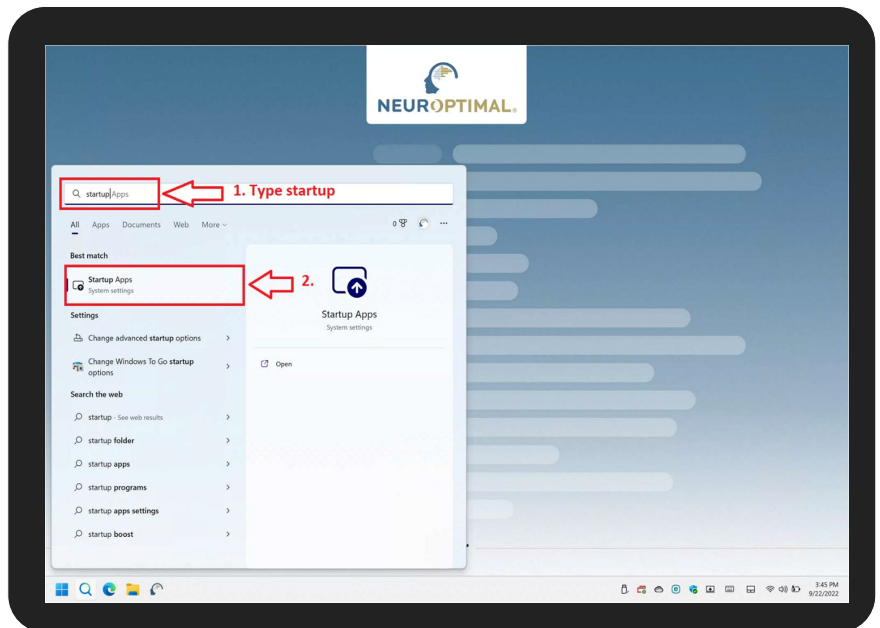 NEUROPTIMAL®
startup Apps
1. Type startup
All Apps Documents Web More
0
Best match
Startup Apps
System settings
2.
Startup Apps
System settings
Open
Settings
Change advanced startup options
Change Windows To Go startup
options
Search the web
startup - See web results
startup folder
startup apps
startup programs
startup apps settings
startup boost
3:45 PM
9/22/2022